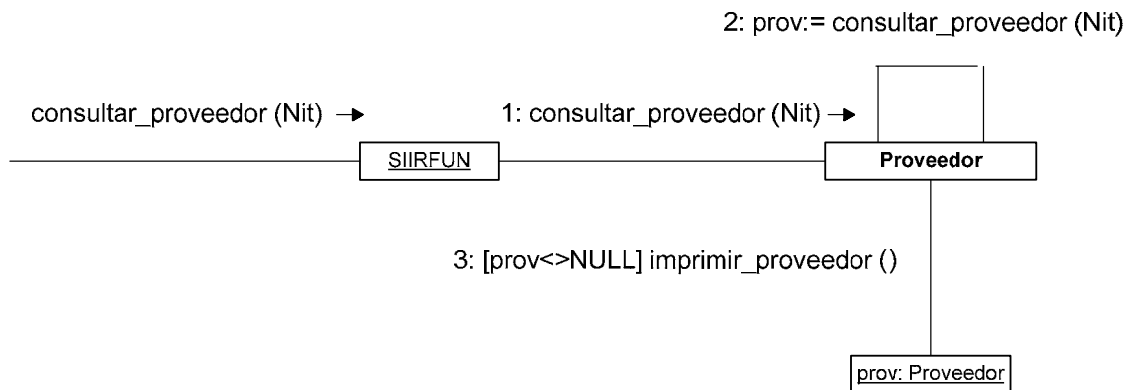 2: prov:= consultar_proveedor (Nit)
consultar_proveedor (Nit)
1: consultar_proveedor (Nit)
SIIRFUN
Proveedor
3: [prov<>NULL] imprimir_proveedor ()
prov: Proveedor